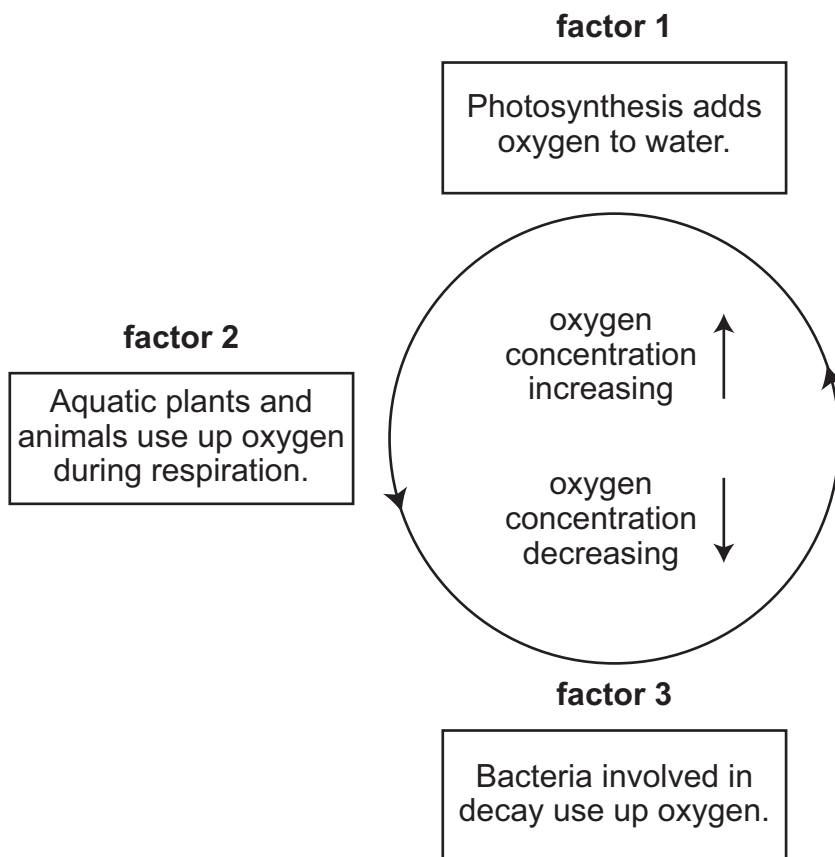 factor 1
Photosynthesis adds
oxygen to water.
factor 2
Aquatic plants and
animals use up oxygen
during respiration.
oxygen
concentration
increasing
oxygen
concentration
decreasing
factor 3
Bacteria involved in
decay use up oxygen.